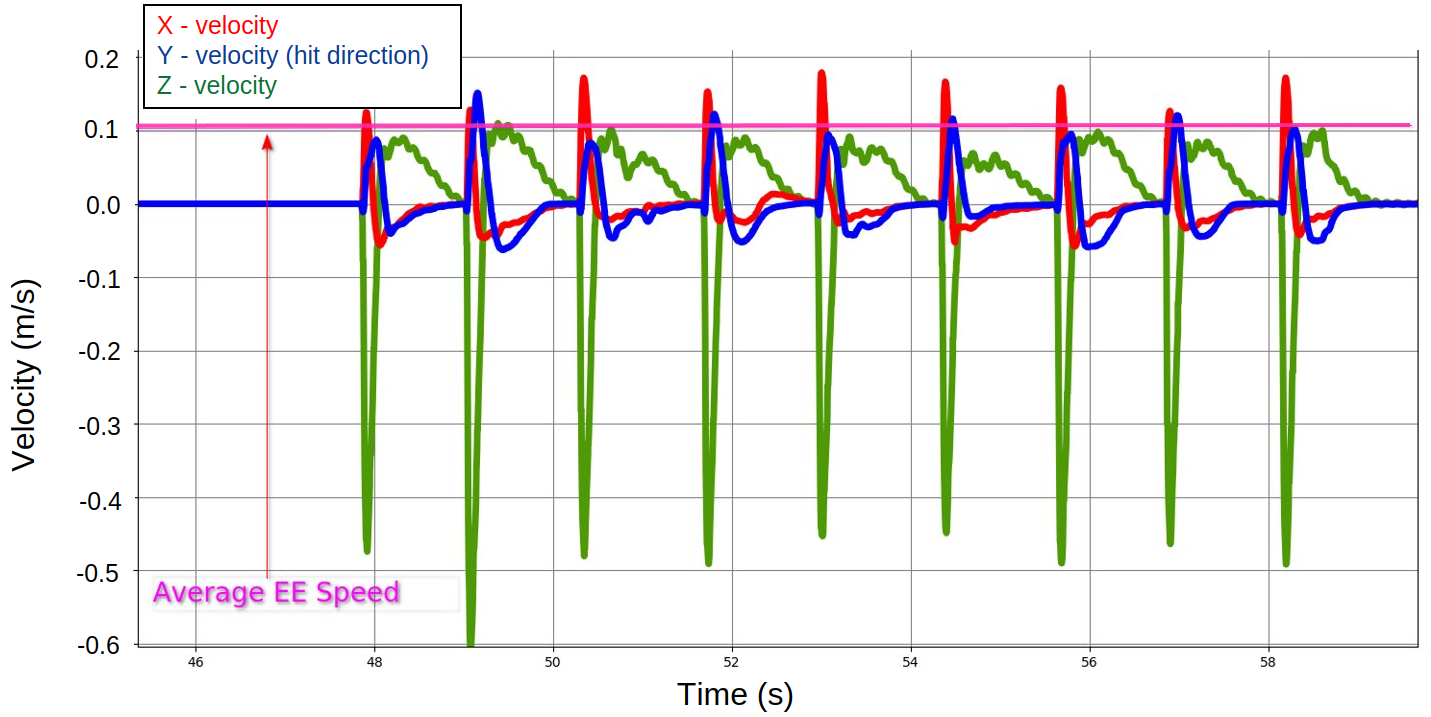 X - velocity
Y - velocity (hit direction)
Z - velocity
0.2
0.1
0.0
-0.1
-0.2
-0.3
-0.4
-0.5
-0.6
Velocity (m/s)
Average EE Speed
46 48 50 52 54 56 58
Time (s)